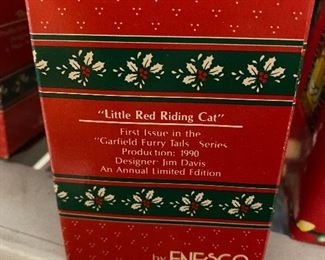 "Little Red Riding Cat"
First Issue in the
"Garfield Furry Tails" Series
Production: 1990
Designer: Jim Davis
An Annual Limited Edition
by ENESCO